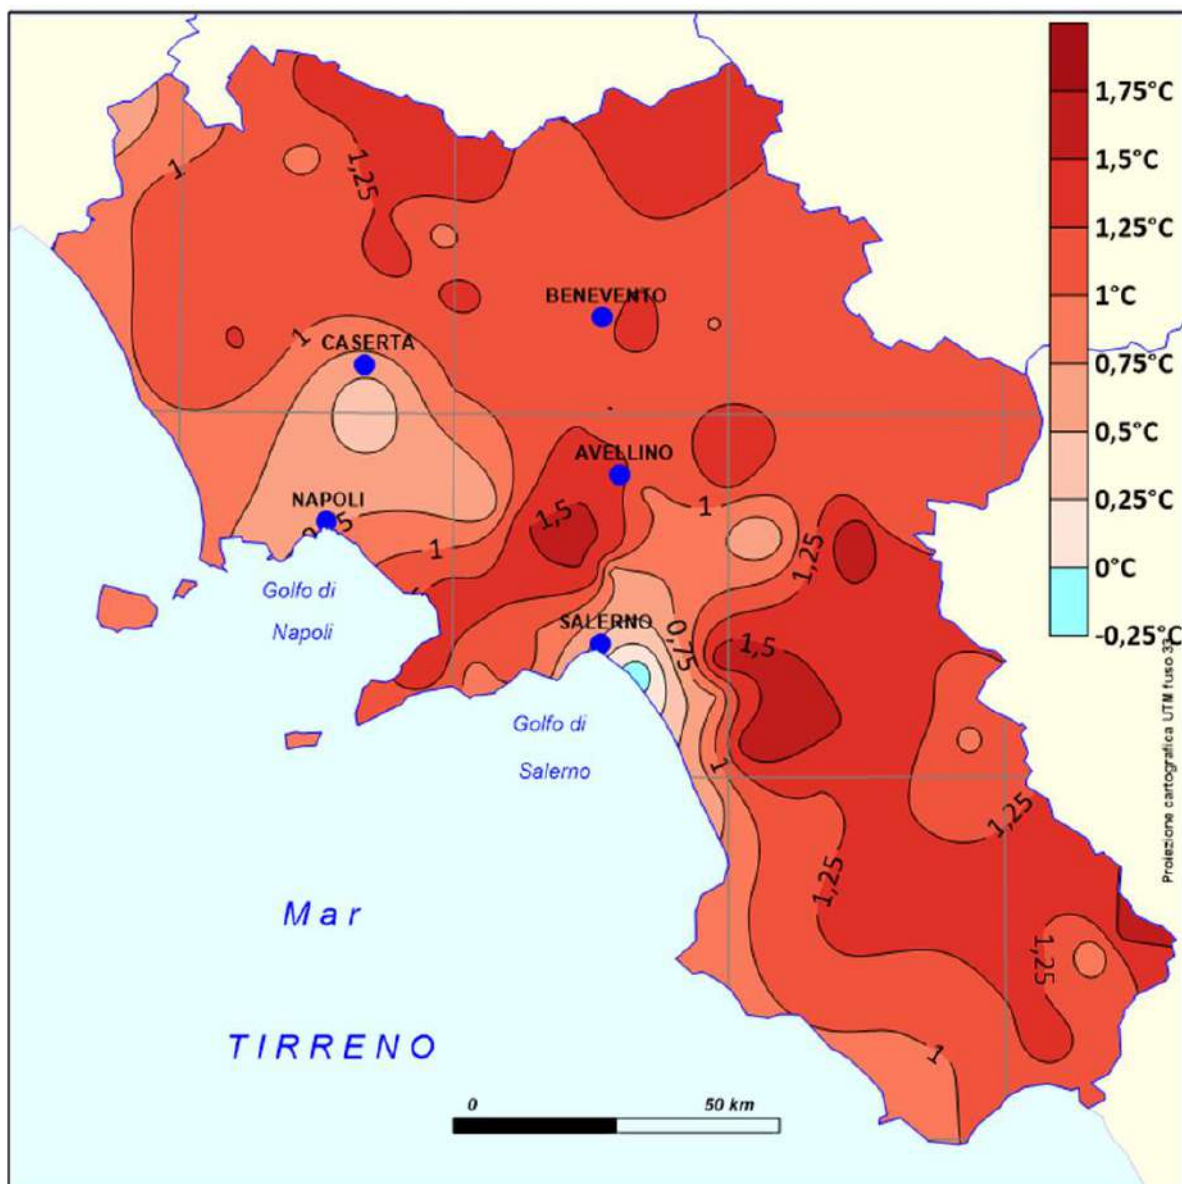 1,75°C
1,5°C
1,25°C
1°C
0,75°C
0,5°C
0,25°C
0°C
-0,25°C
1
1,25
BENEVENTO
1
CASERTA
AVELLINO
NAPOLI
1,5
1
1
1,25
Golfo di
Napoli
SALERNO
0,75
1,5
Golfo di
Salerno
1
1,25
1,25
Mar
1,25
TIRRENO
1
0
50 km
Proiezione cartografica UTM fuso 33